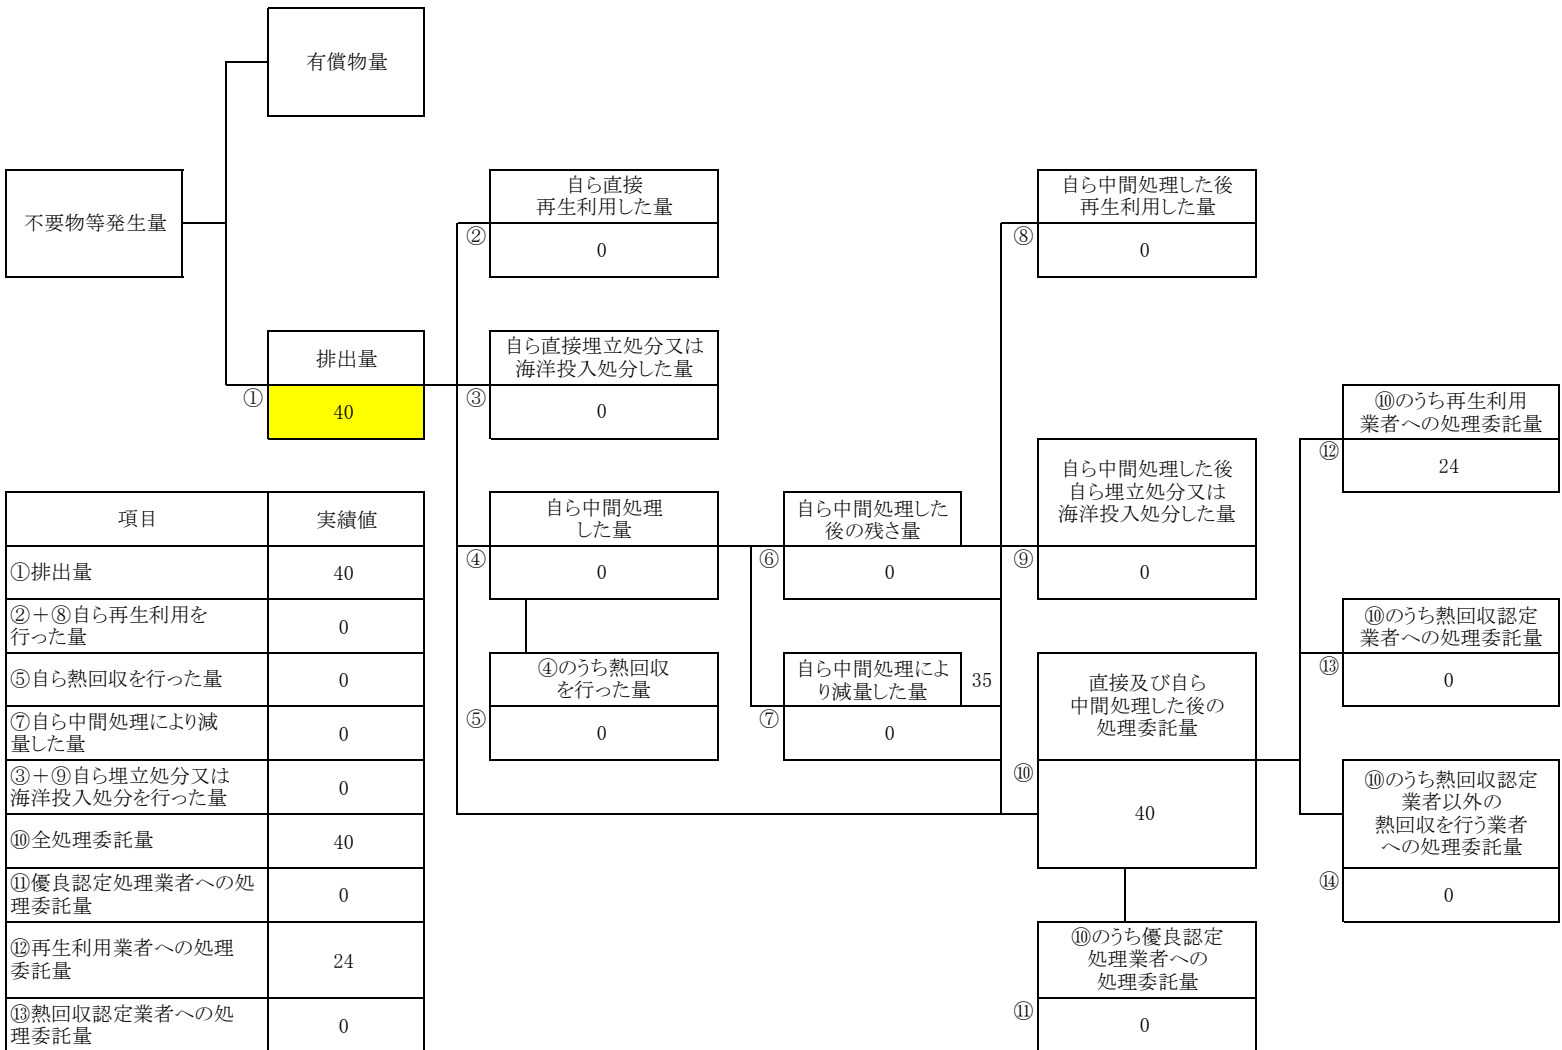 有償物量
不要物等発生量
自ら直接
再生利用した量
②
0
自ら中間処理した後
再生利用した量
⑧
0
排出量
①
40
自ら直接埋立処分又は
海洋投入処分した量
③
0
⑩のうち再生利用
業者への処理委託量
⑫
24
自ら中間処理
した量
④
0
自ら中間処理した
後の残さ量
⑥
0
自ら中間処理した後
自ら埋立処分又は
海洋投入処分した量
⑨
0
④のうち熱回収
を行った量
⑤
0
自ら中間処理によ
り減量した量
35
⑦
0
直接及び自ら
中間処理した後の
処理委託量
⑩
40
⑩のうち熱回収認定
業者への処理委託量
⑬
0
⑩のうち熱回収認定
業者以外の
熱回収を行う業者
への処理委託量
⑭
0
⑩のうち優良認定
処理業者への
処理委託量
⑪
0
項目 実績値
①排出量 40
②＋⑧自ら再生利用を
行った量 0
⑤自ら熱回収を行った量 0
⑦自ら中間処理により減
量した量 0
③＋⑨自ら埋立処分又は
海洋投入処分を行った量 0
⑩全処理委託量 40
⑪優良認定処理業者への処
理委託量 0
⑫再生利用業者への処理
委託量 24
⑬熱回収認定業者への処
理委託量 0